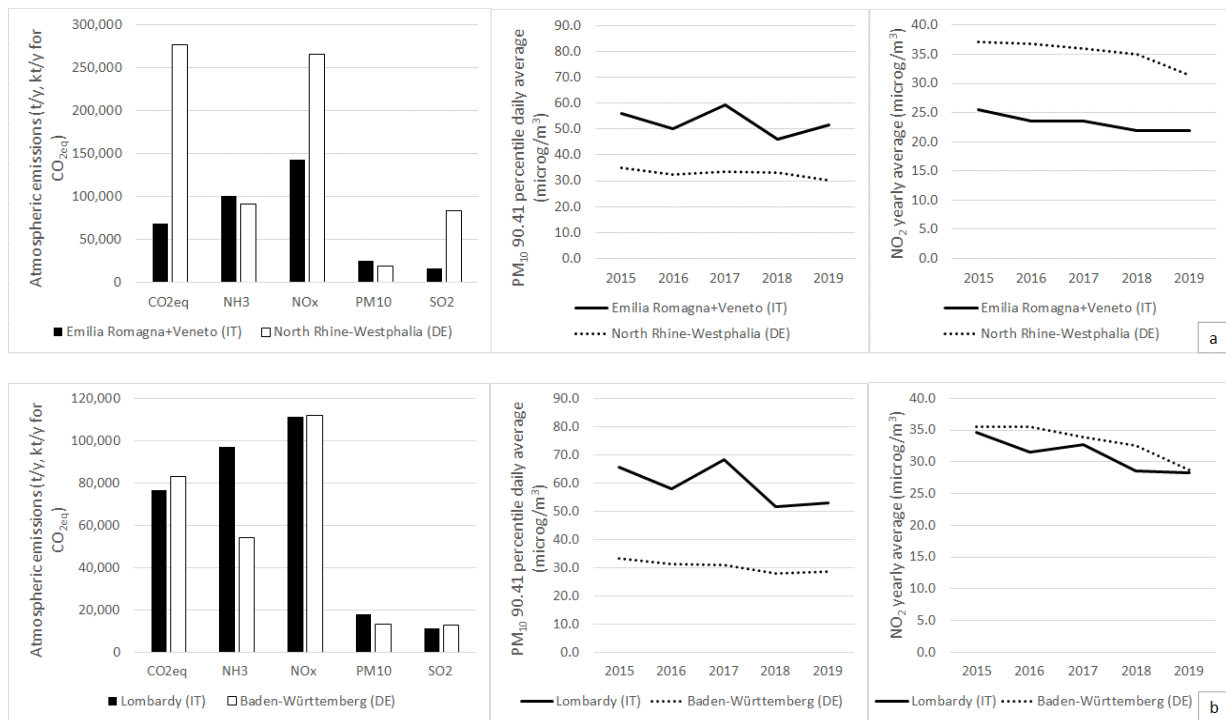 Atmospheric emissions (t/y, kt/y for
CO2eq)
300,000
250,000
200,000
150,000
100,000
50,000
0
CO2eq NH3 NOx PM10 SO2
Emilia Romagna+Veneto (IT) North Rhine-Westphalia (DE)
PM10 90.41 percentile daily average
(microg/m3)
90.0
80.0
70.0
60.0
50.0
40.0
30.0
20.0
10.0
0.0
2015 2016 2017 2018 2019
Emilia Romagna+Veneto (IT)
North Rhine-Westphalia (DE)
NO2 yearly average (microg/m3)
40.0
35.0
30.0
25.0
20.0
15.0
10.0
5.0
0.0
2015 2016 2017 2018 2019
Emilia Romagna+Veneto (IT)
North Rhine-Westphalia (DE)
a
Atmospheric emissions (t/y, kt/y for
CO2eq)
120,000
100,000
80,000
60,000
40,000
20,000
0
CO2eq NH3 NOx PM10 SO2
Lombardy (IT) Baden-Württemberg (DE)
PM10 90.41 percentile daily average
(microg/m3)
90.0
80.0
70.0
60.0
50.0
40.0
30.0
20.0
10.0
0.0
2015 2016 2017 2018 2019
Lombardy (IT) Baden-Württemberg (DE)
NO2 yearly average (microg/m3)
40.0
35.0
30.0
25.0
20.0
15.0
10.0
5.0
0.0
2015 2016 2017 2018 2019
Lombardy (IT) Baden-Württemberg (DE)
b